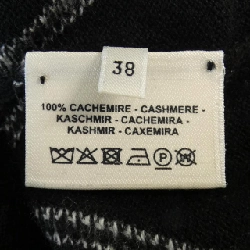 38
100% CACHEMIRE - CASHMERE -
KASCHMIR - CACHEMIRA -
KASHMIR - CAXEMIRA